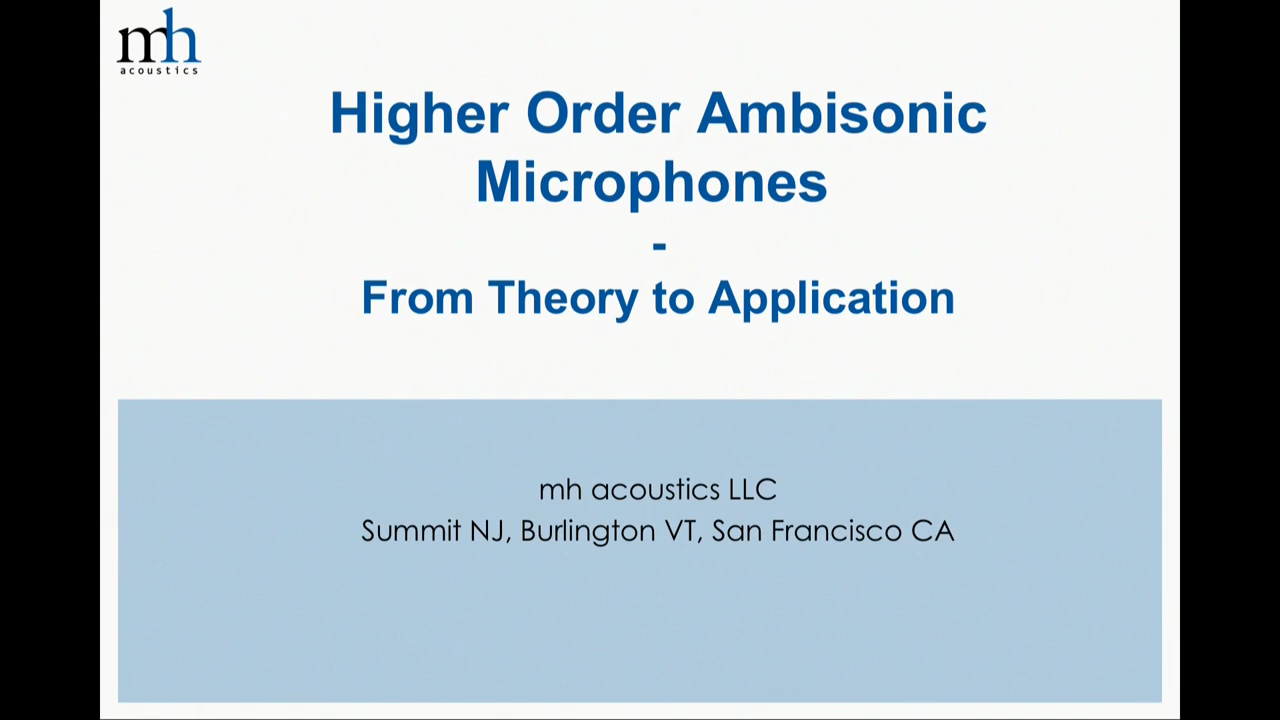 mh
acoustics
Higher Order Ambisonic
Microphones
-
From Theory to Application
mh acoustics LLC
Summit NJ, Burlington VT, San Francisco CA